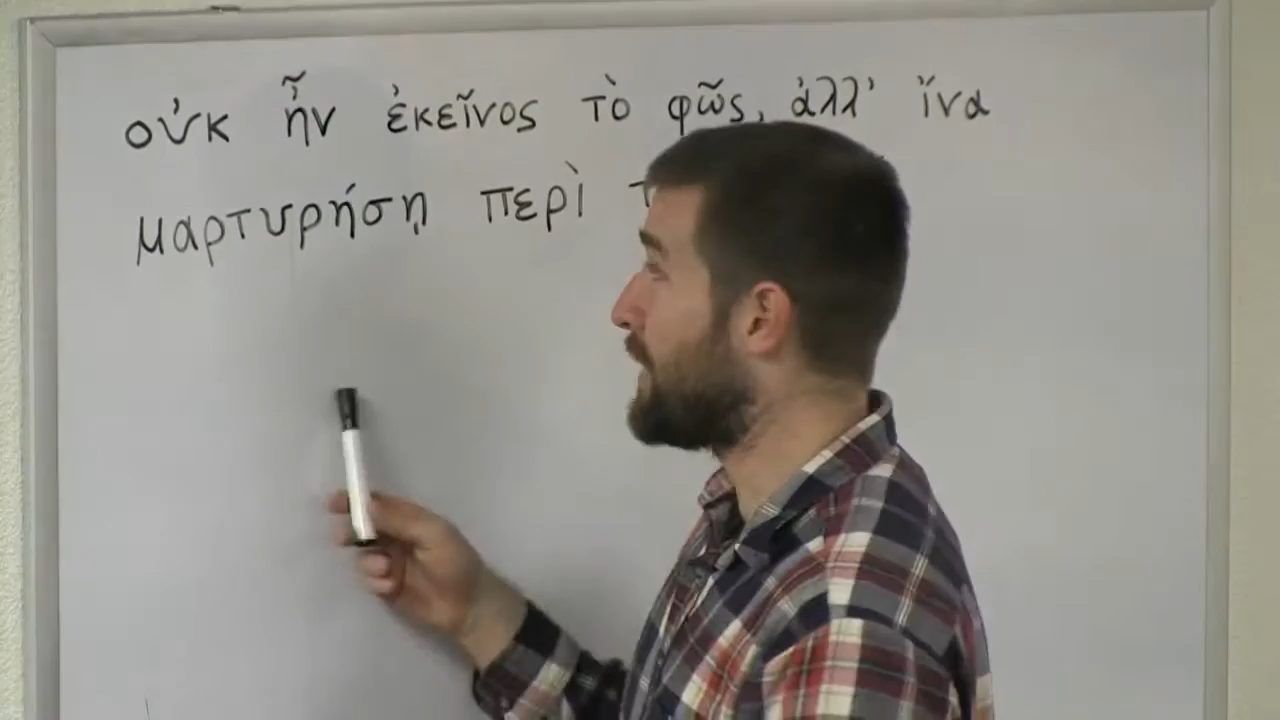 οὐκ ἦν ἐκεῖνος τὸ φῶς, ἀλλ' ἵνα
μαρτυρήσῃ περὶ